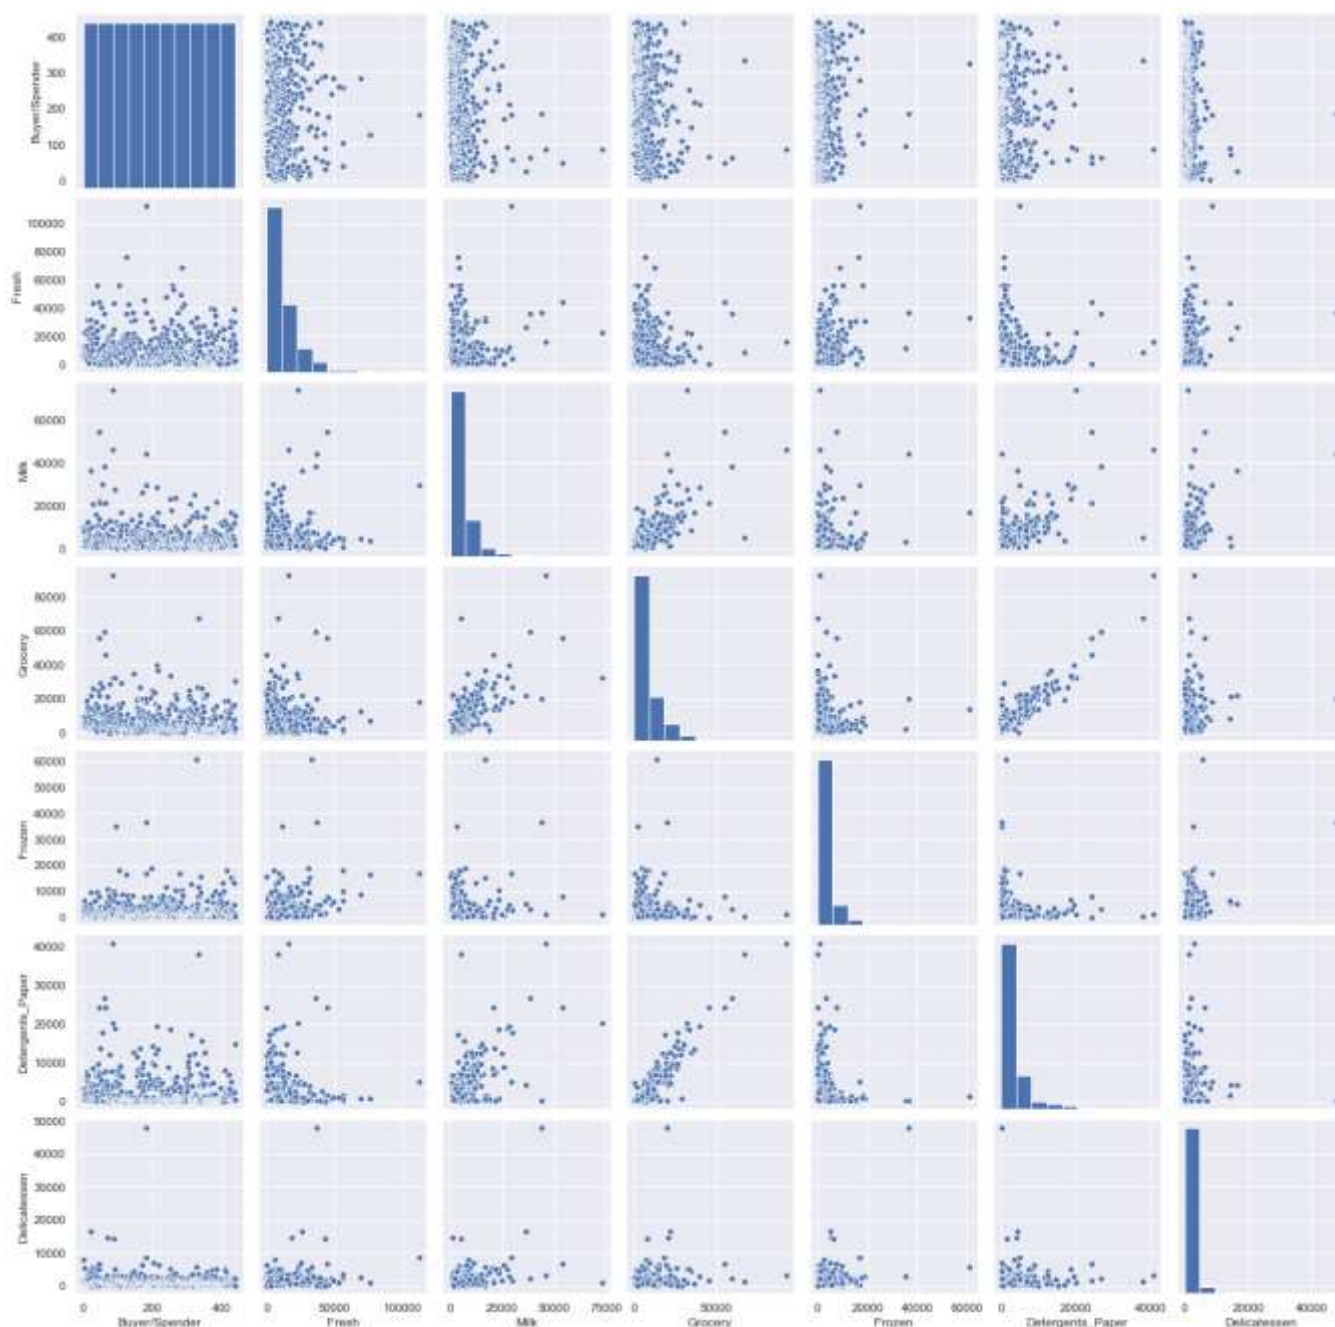 400
300
200
100
0
Buyer/Spender
100000
80000
60000
40000
20000
0
Fresh
60000
40000
20000
0
Milk
80000
60000
40000
20000
0
Grocery
60000
50000
40000
30000
20000
10000
0
Frozen
40000
30000
20000
10000
0
Detergents_Paper
50000
40000
30000
20000
10000
0
Delicatessen
0 200 400
0 50000 100000
0 25000 50000 75000
0 50000
0 20000 40000 60000
0 20000 40000
0 20000 40000
Buyer/Spender Fresh Milk Grocery Frozen Detergents_Paper Delicatessen